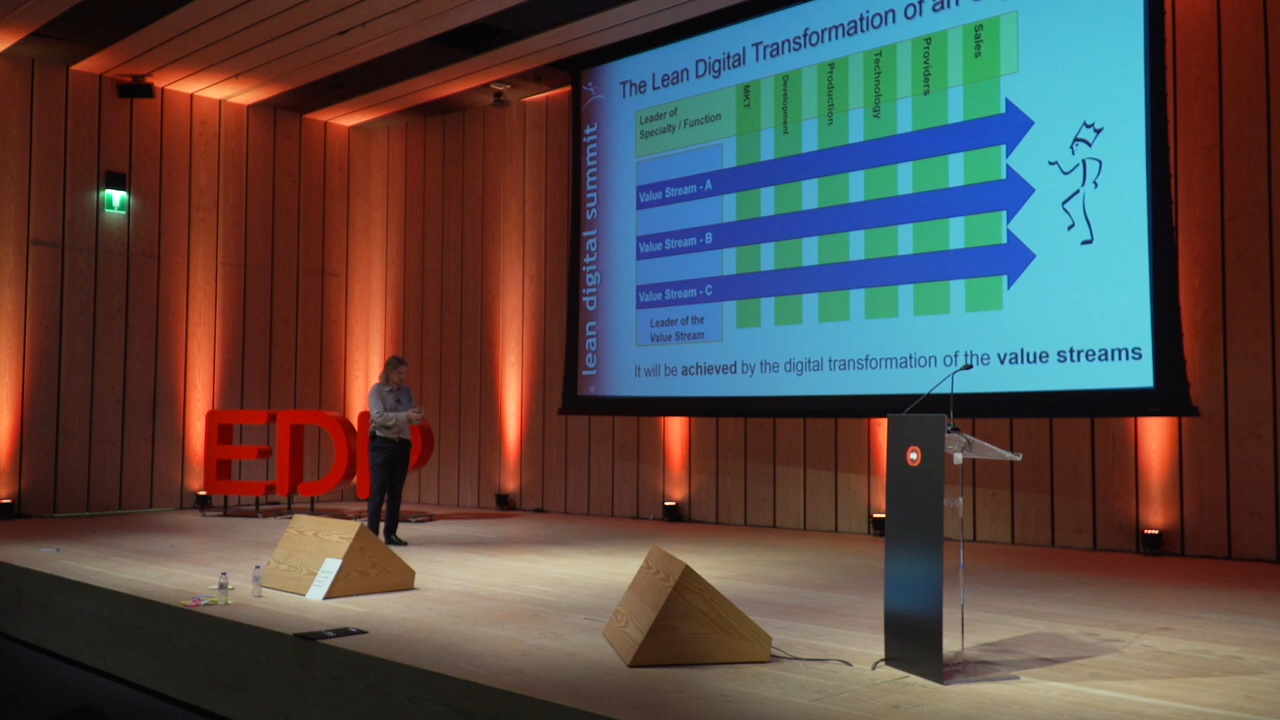 The Lean Digital Transformation of an
Leader of
Specialty / Function
MKT
Development
Production
Technology
Providers
Sales
Value Stream - A
Value Stream - B
Value Stream - C
Leader of the
Value Stream
It will be achieved by the digital transformation of the value streams
lean digital summit
EDP